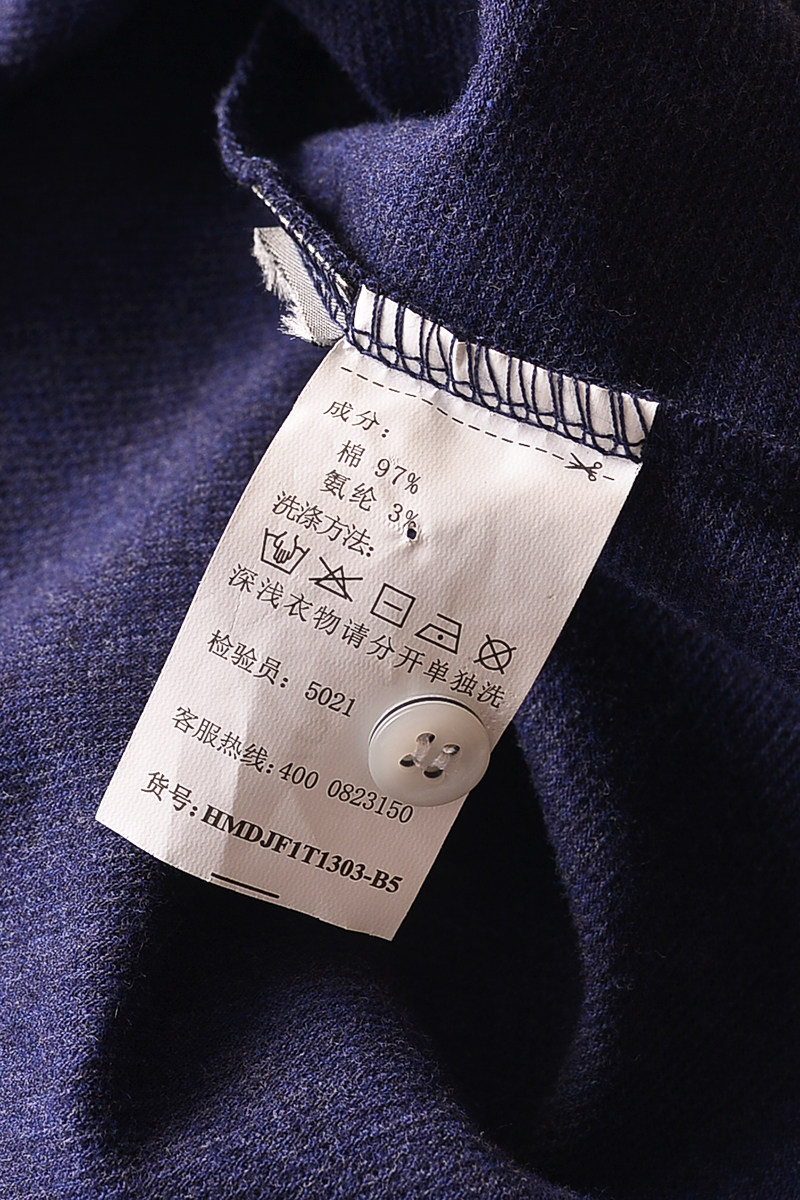 成分:
棉 97%
氨纶 3%
洗涤方法:
深浅衣物请分开单独洗
检验员: 5021
客服热线:400 0823150
货号:HMDJF1T1303-B5